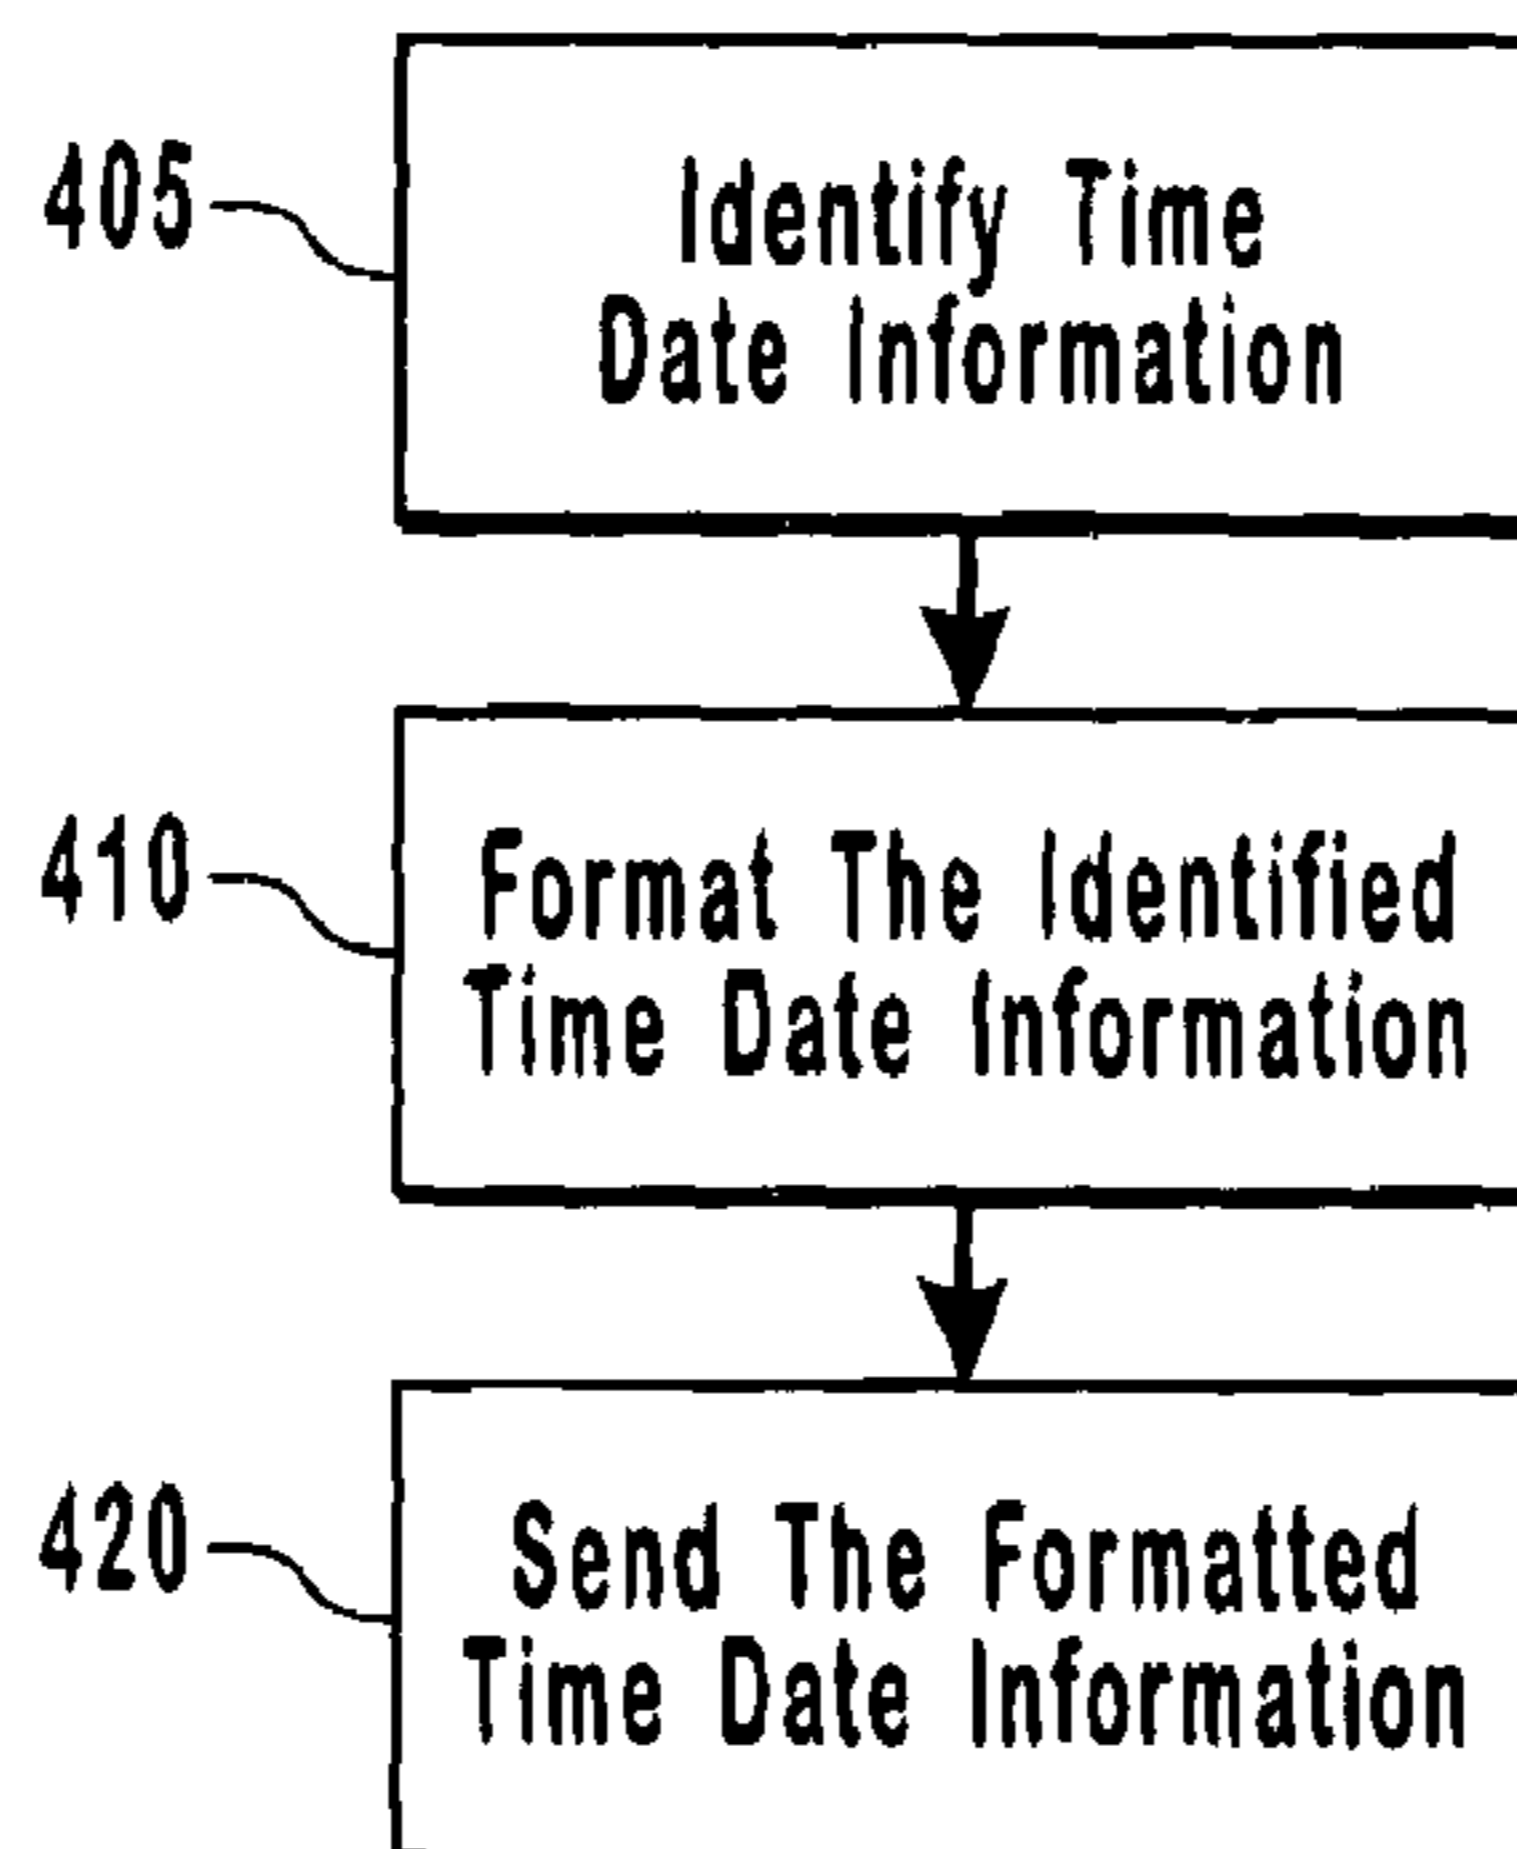 405
Identify Time
Date Information
410
Format The Identified
Time Date Information
420
Send The Formatted
Time Date Information